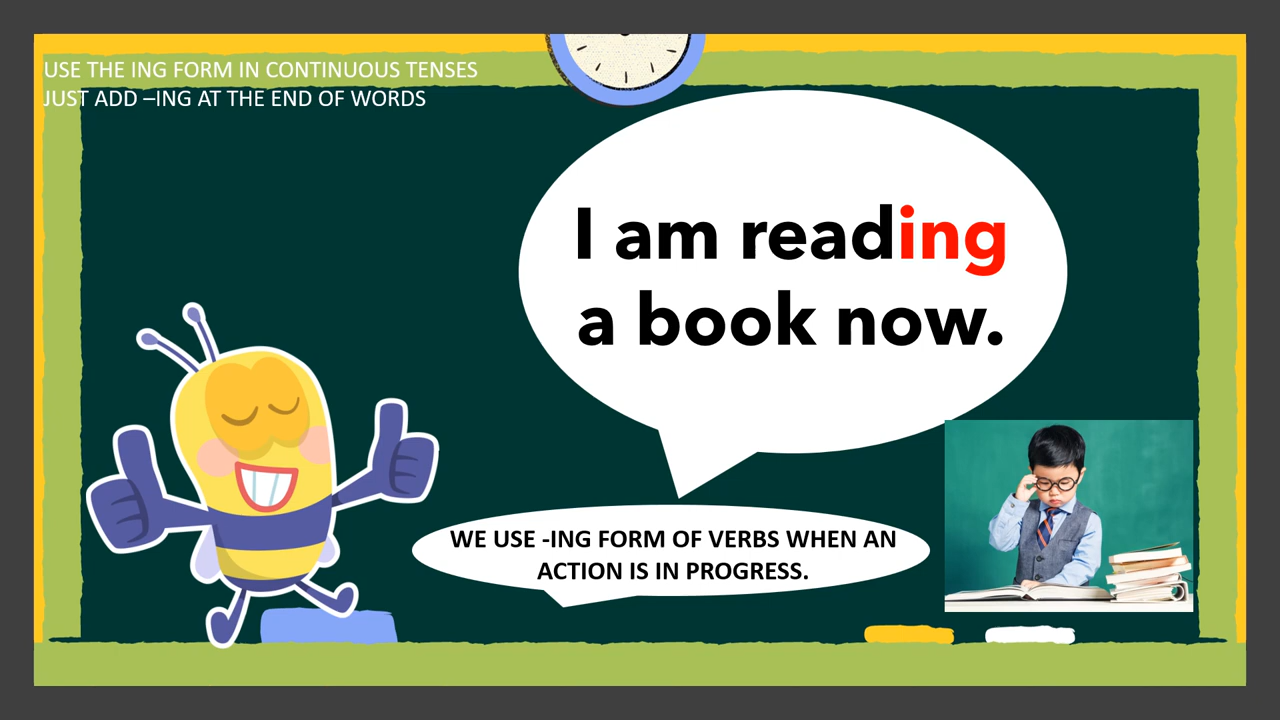 USE THE ING FORM IN CONTINUOUS TENSES
JUST ADD –ING AT THE END OF WORDS
I am reading
a book now.
WE USE -ING FORM OF VERBS WHEN AN
ACTION IS IN PROGRESS.